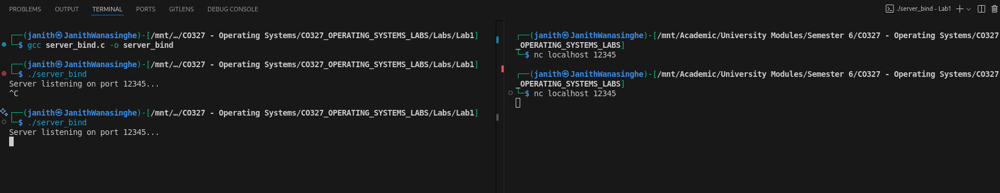 PROBLEMS OUTPUT TERMINAL PORTS GITLENS DEBUG CONSOLE
./server_bind - Lab1
┌──(janith㉿JanithWanasinghe)-[/mnt/…/CO327 - Operating Systems/CO327_OPERATING_SYSTEMS_LABS/Labs/Lab1]
└─$ gcc server_bind.c -o server_bind
┌──(janith㉿JanithWanasinghe)-[/mnt/…/CO327 - Operating Systems/CO327_OPERATING_SYSTEMS_LABS/Labs/Lab1]
└─$ ./server_bind
Server listening on port 12345...
^C
┌──(janith㉿JanithWanasinghe)-[/mnt/…/CO327 - Operating Systems/CO327_OPERATING_SYSTEMS_LABS/Labs/Lab1]
└─$ ./server_bind
Server listening on port 12345...
┌──(janith㉿JanithWanasinghe)-[/mnt/Academic/University Modules/Semester 6/CO327 - Operating Systems/CO327
_OPERATING_SYSTEMS_LABS]
└─$ nc localhost 12345
┌──(janith㉿JanithWanasinghe)-[/mnt/Academic/University Modules/Semester 6/CO327 - Operating Systems/CO327
_OPERATING_SYSTEMS_LABS]
└─$ nc localhost 12345